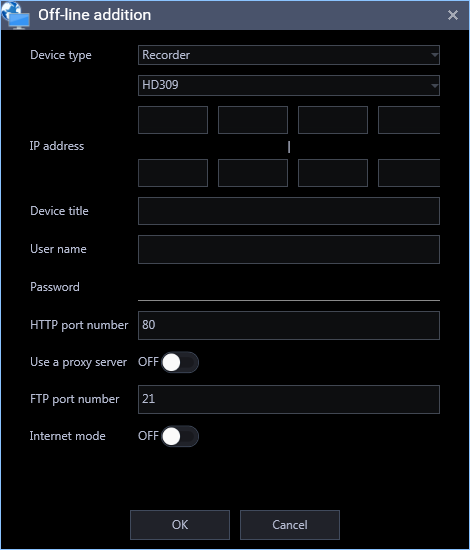 Off-line addition
Device type
Recorder
HD309
IP address
|
Device title
User name
Password
HTTP port number
80
Use a proxy server
OFF
FTP port number
21
Internet mode
OFF
OK
Cancel